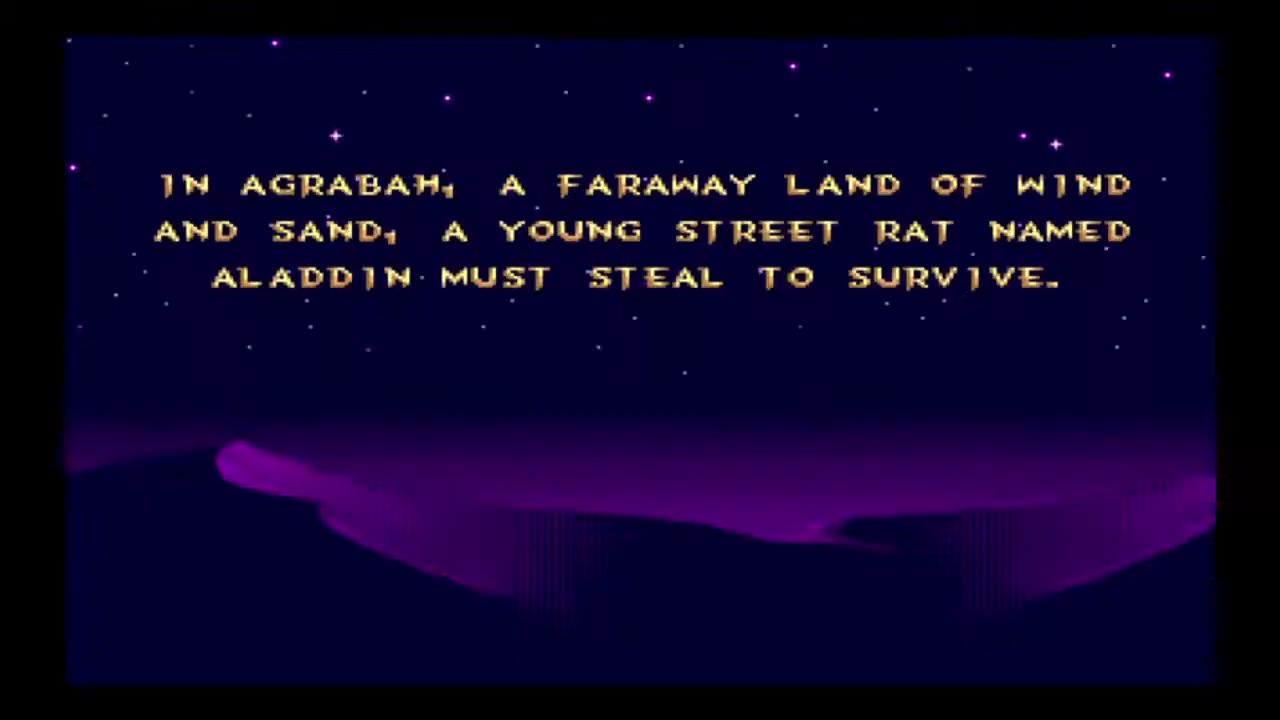 IN AGRABAH, A FARAWAY LAND OF WIND
AND SAND, A YOUNG STREET RAT NAMED
ALADDIN MUST STEAL TO SURVIVE.